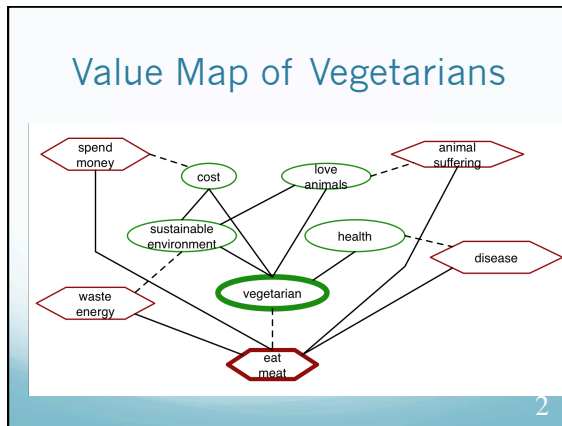 Value Map of Vegetarians
spend
money
cost
love
animals
animal
suffering
sustainable
environment
health
disease
waste
energy
vegetarian
eat
meat
2